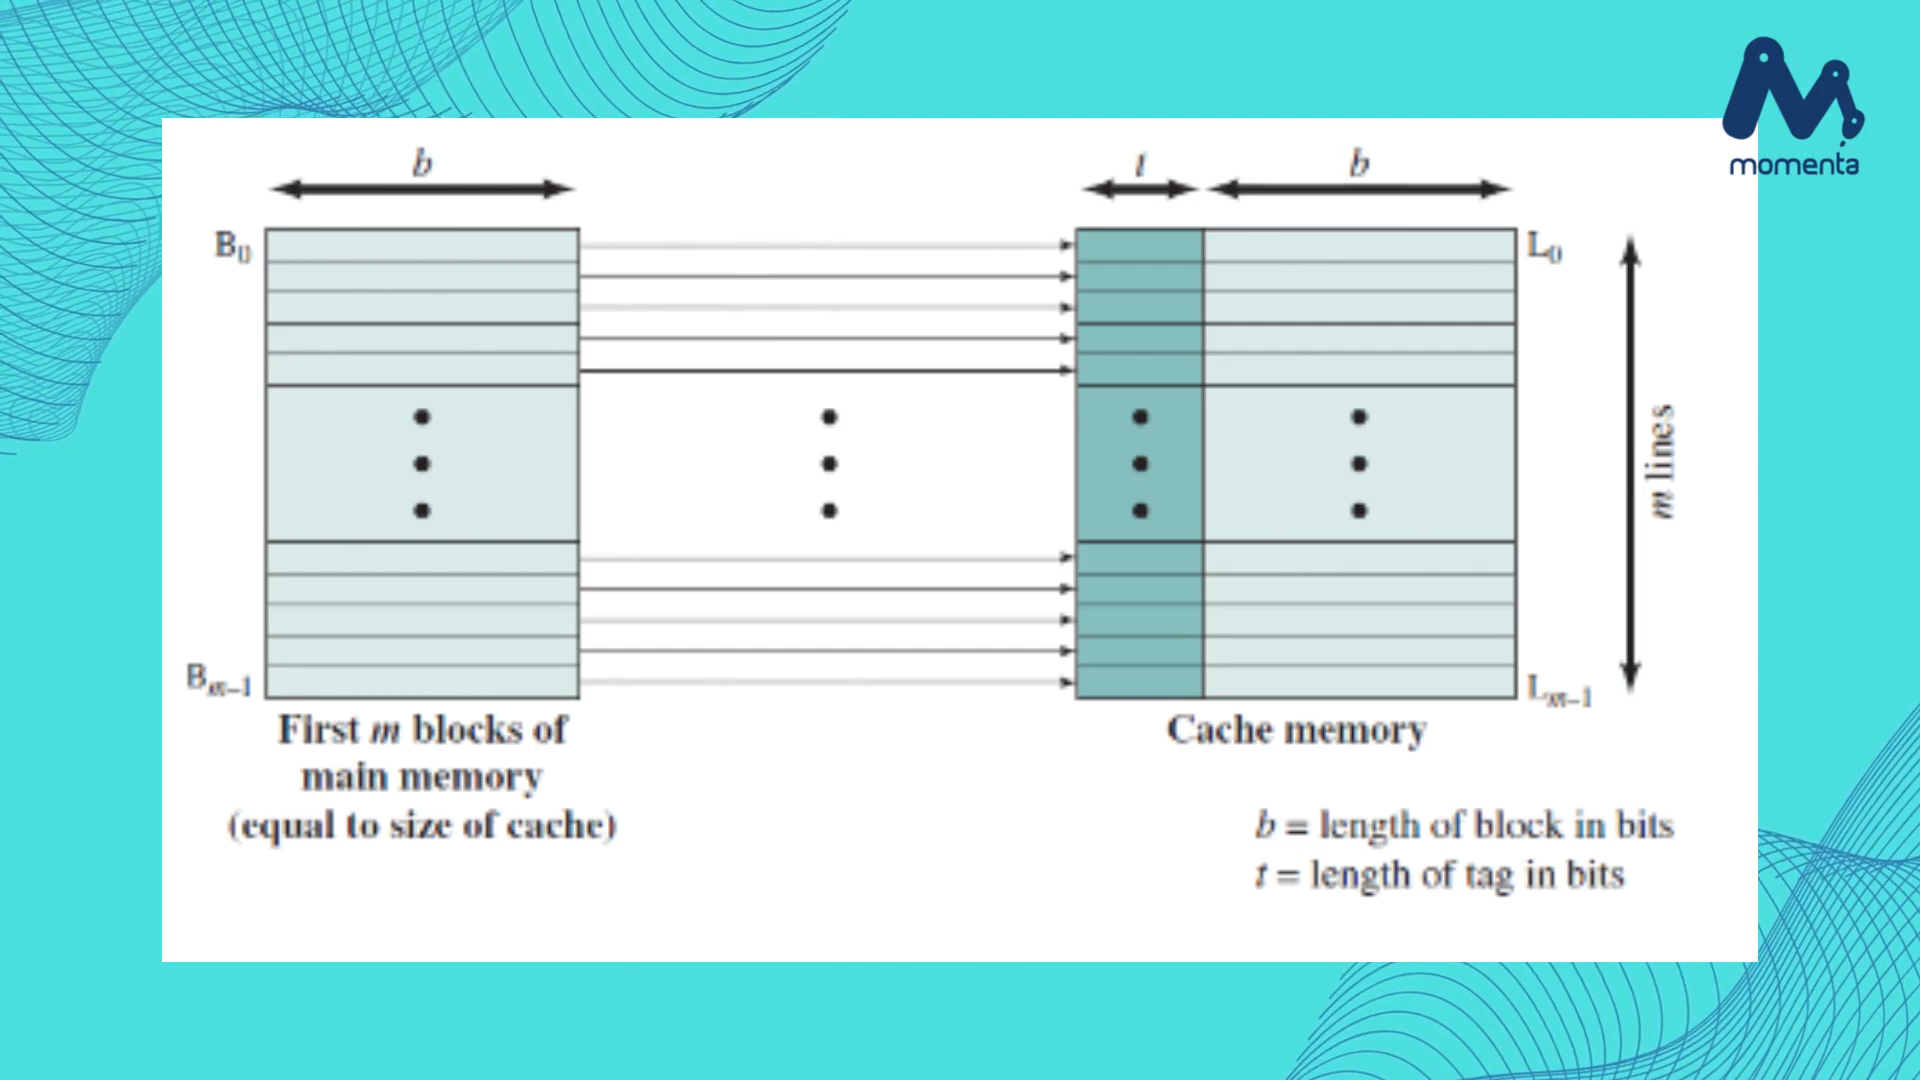 momenta
b
t
b
B0
L0
m lines
Bm–1
Lm–1
First m blocks of
main memory
(equal to size of cache)
Cache memory
b = length of block in bits
t = length of tag in bits